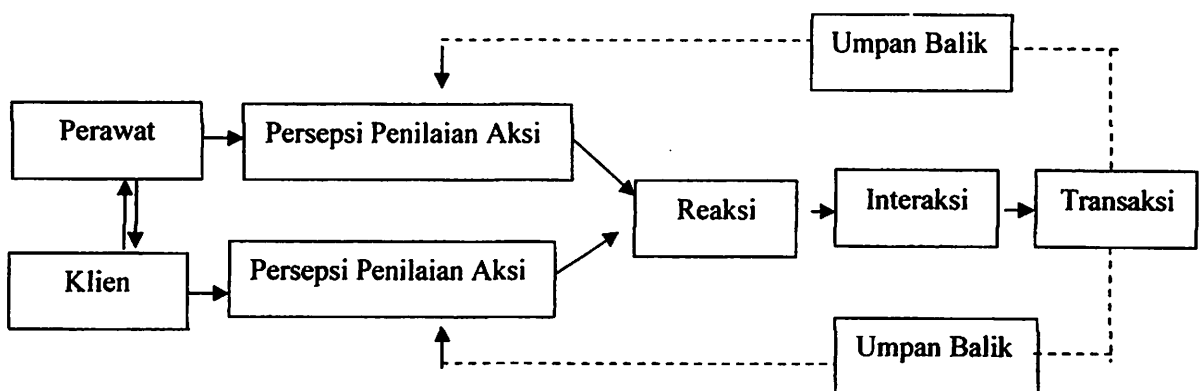 Umpan Balik
Perawat
Persepsi Penilaian Aksi
Reaksi
Interaksi
Transaksi
Klien
Persepsi Penilaian Aksi
Umpan Balik